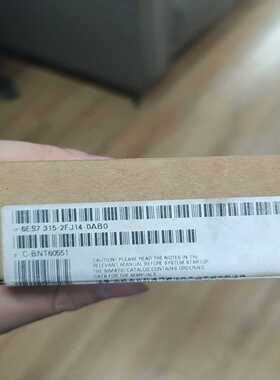 6ES7 315-2FJ14-0AB0
C-BNT60551
CAUTION: PLEASE READ THE NOTES IN THE
RELEVANT MANUAL BEFORE SYSTEM STARTUP.
THE SIMATIC CATALOG CONTAINS ORDERING
DATA FOR THE MANUALS.